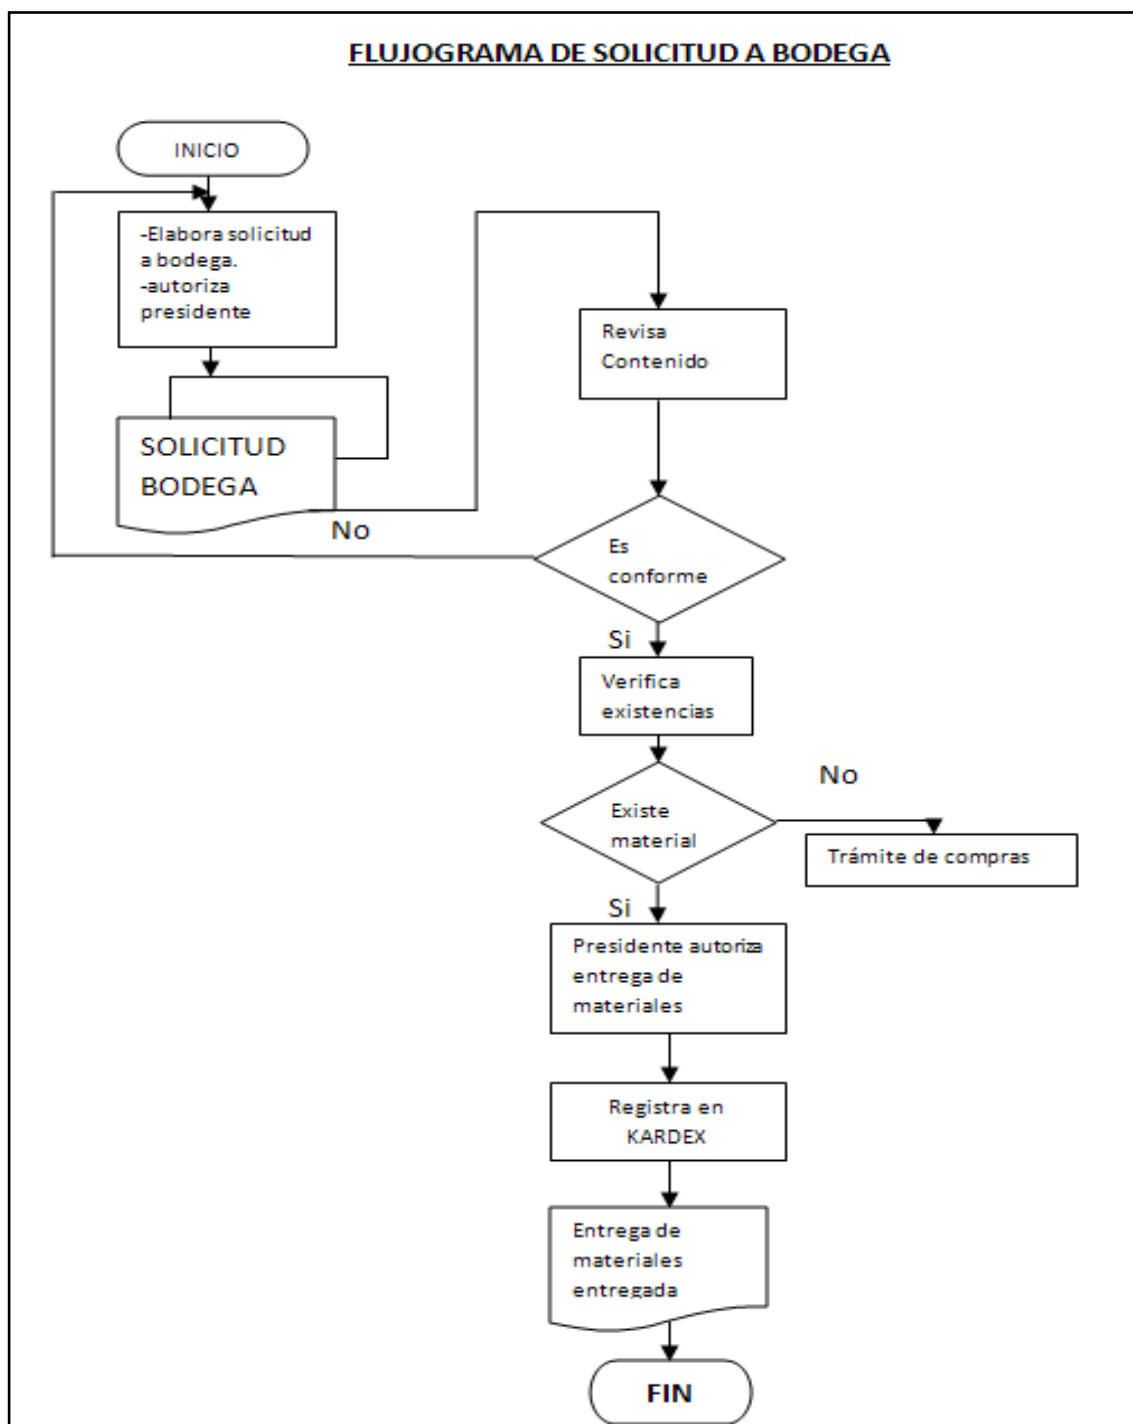 FLUJOGRAMA DE SOLICITUD A BODEGA
INICIO
-Elabora solicitud
a bodega.
-autoriza
presidente
SOLICITUD
BODEGA
Revisa
Contenido
No
Es
conforme
Si
Verifica
existencias
No
Existe
material
Trámite de compras
Si
Presidente autoriza
entrega de
materiales
Registra en
KARDEX
Entrega de
materiales
entregada
FIN